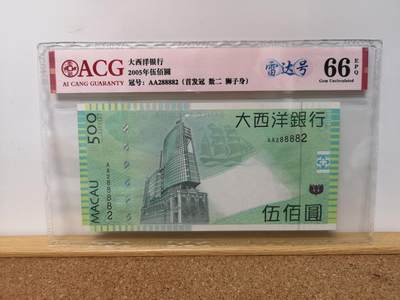 ACG
AI CANG GUARANTY
大西洋银行
2005年伍佰圓
冠号：AA288882（首发冠 数二 狮子身）
雷达号
66 EPQ
Gem Uncirculated
大西洋銀行
AA288882
500
MACAU
AA288882
伍佰圓